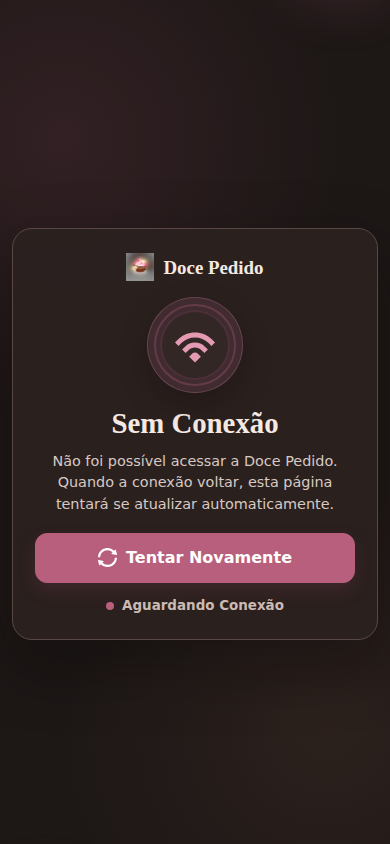 Doce Pedido
Sem Conexão
Não foi possível acessar a Doce Pedido.
Quando a conexão voltar, esta página
tentará se atualizar automaticamente.
Tentar Novamente
Aguardando Conexão